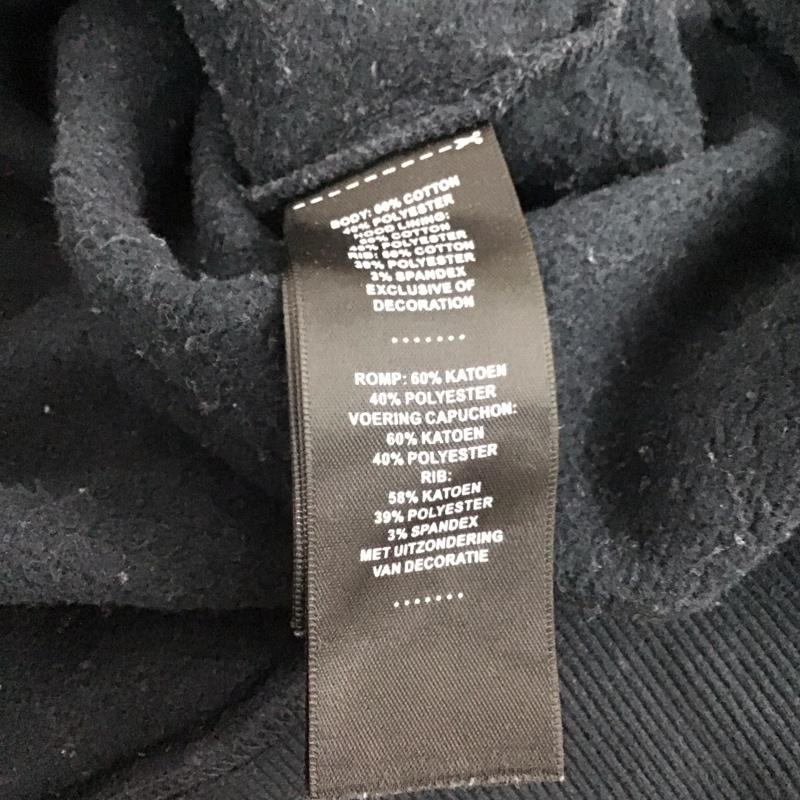 BODY: 60% COTTON
40% POLYESTER
HOOD LINING:
60% COTTON
40% POLYESTER
RIB: 58% COTTON
39% POLYESTER
3% SPANDEX
EXCLUSIVE OF
DECORATION
ROMP: 60% KATOEN
40% POLYESTER
VOERING CAPUCHON:
60% KATOEN
40% POLYESTER
RIB:
58% KATOEN
39% POLYESTER
3% SPANDEX
MET UITZONDERING
VAN DECORATIE